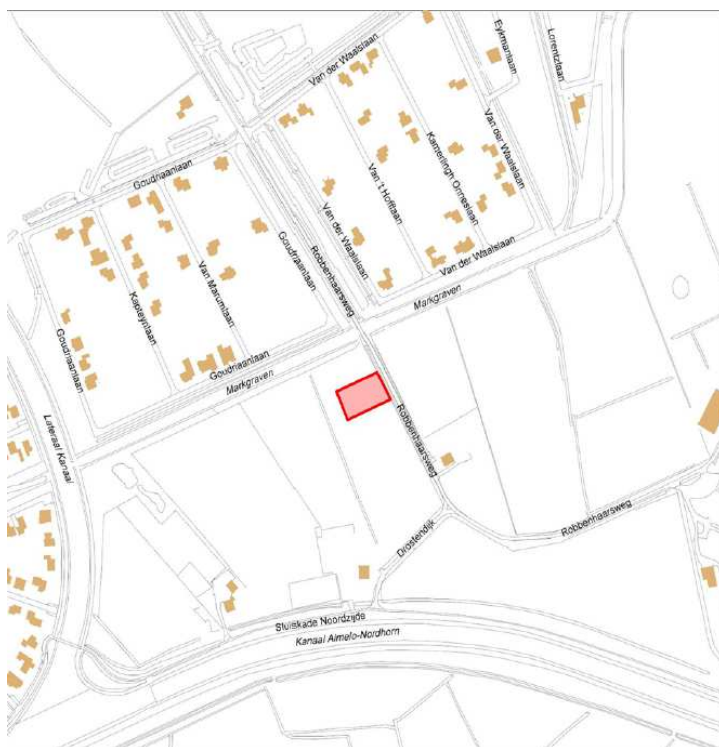 Van der Waalslaan
Eykmanlaan
Lorentzlaan
Goudriaanlaan
Van der Waalslaan
Van 't Hofflaan
Kamerlingh Onneslaan
Van der Waalslaan
Robbenhaarsweg
Goudriaanlaan
Van der Waalslaan
Van Marumlaan
Kapteynlaan
Goudriaanlaan
Markgraven
Goudriaanlaan
Markgraven
Lateraal Kanaal
Robbenhaarsweg
Robbenhaarsweg
Drostendijk
Sluiskade Noordzijde
Kanaal Almelo-Nordhorn